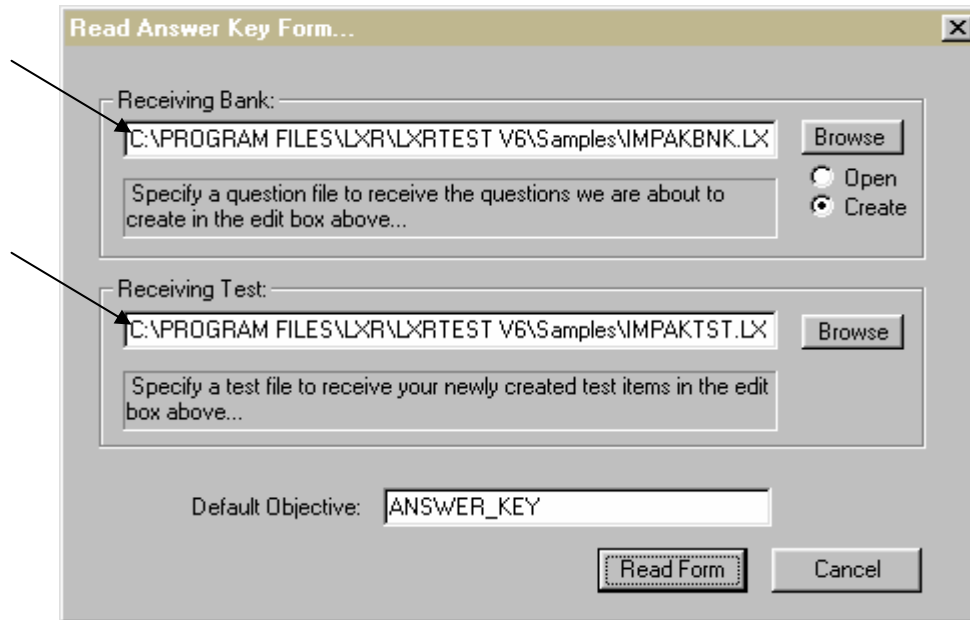 Read Answer Key Form...
Receiving Bank:
C:\PROGRAM FILES\LXR\LXRTEST V6\Samples\IMPAKBNK.LX
Browse
Specify a question file to receive the questions we are about to
create in the edit box above...
Open
Create
Receiving Test:
C:\PROGRAM FILES\LXR\LXRTEST V6\Samples\IMPAKTST.LX
Browse
Specify a test file to receive your newly created test items in the edit
box above...
Default Objective:
ANSWER_KEY
Read Form
Cancel